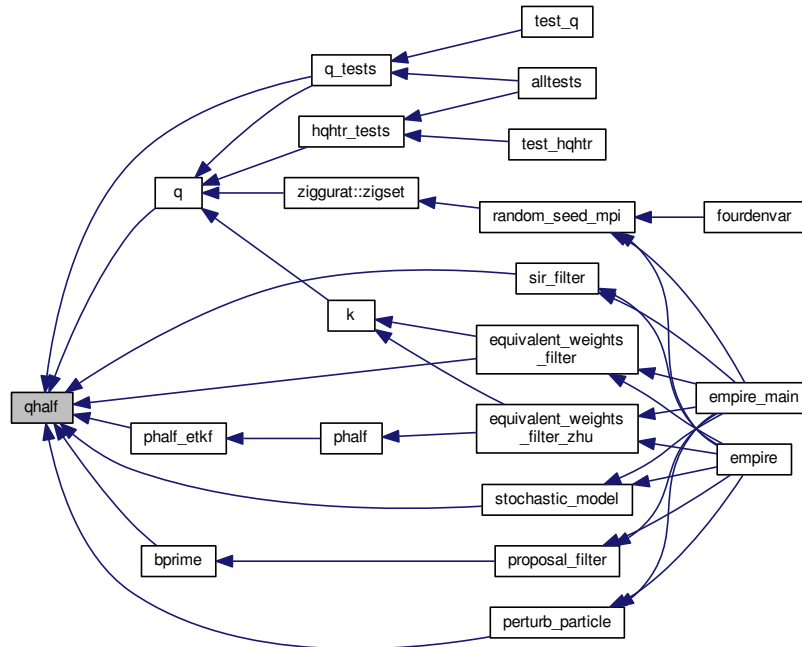 test_q
q_tests
alltests
hqhtr_tests
test_hqhtr
q
ziggurat::zigset
random_seed_mpi
fourdenvar
sir_filter
k
equivalent_weights
_filter
empire_main
qhalf
equivalent_weights
_filter_zhu
phalf_etkf
phalf
empire
stochastic_model
bprime
proposal_filter
perturb_particle